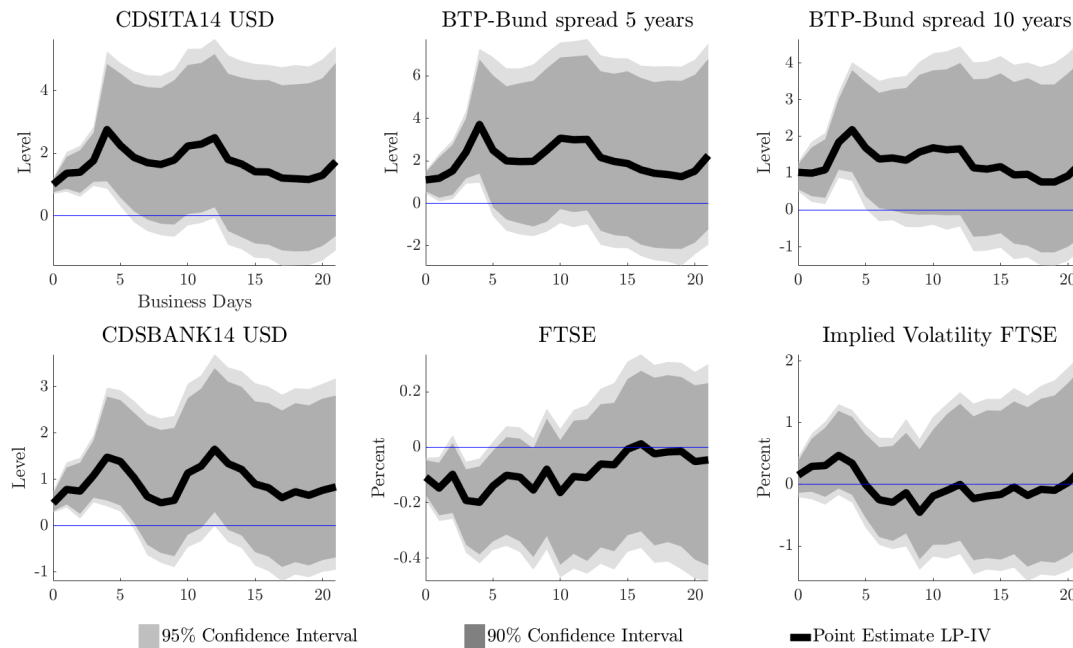 CDSITA14 USD
BTP-Bund spread 5 years
BTP-Bund spread 10 years
Level
4
2
0
0 5 10 15 20
Business Days
Level
6
4
2
0
-2
0 5 10 15 20
Level
4
3
2
1
0
-1
0 5 10 15 20
CDSBANK14 USD
FTSE
Implied Volatility FTSE
Level
3
2
1
0
-1
0 5 10 15 20
Percent
0.2
0
-0.2
-0.4
0 5 10 15 20
Percent
2
1
0
-1
0 5 10 15 20
95% Confidence Interval
90% Confidence Interval
Point Estimate LP-IV